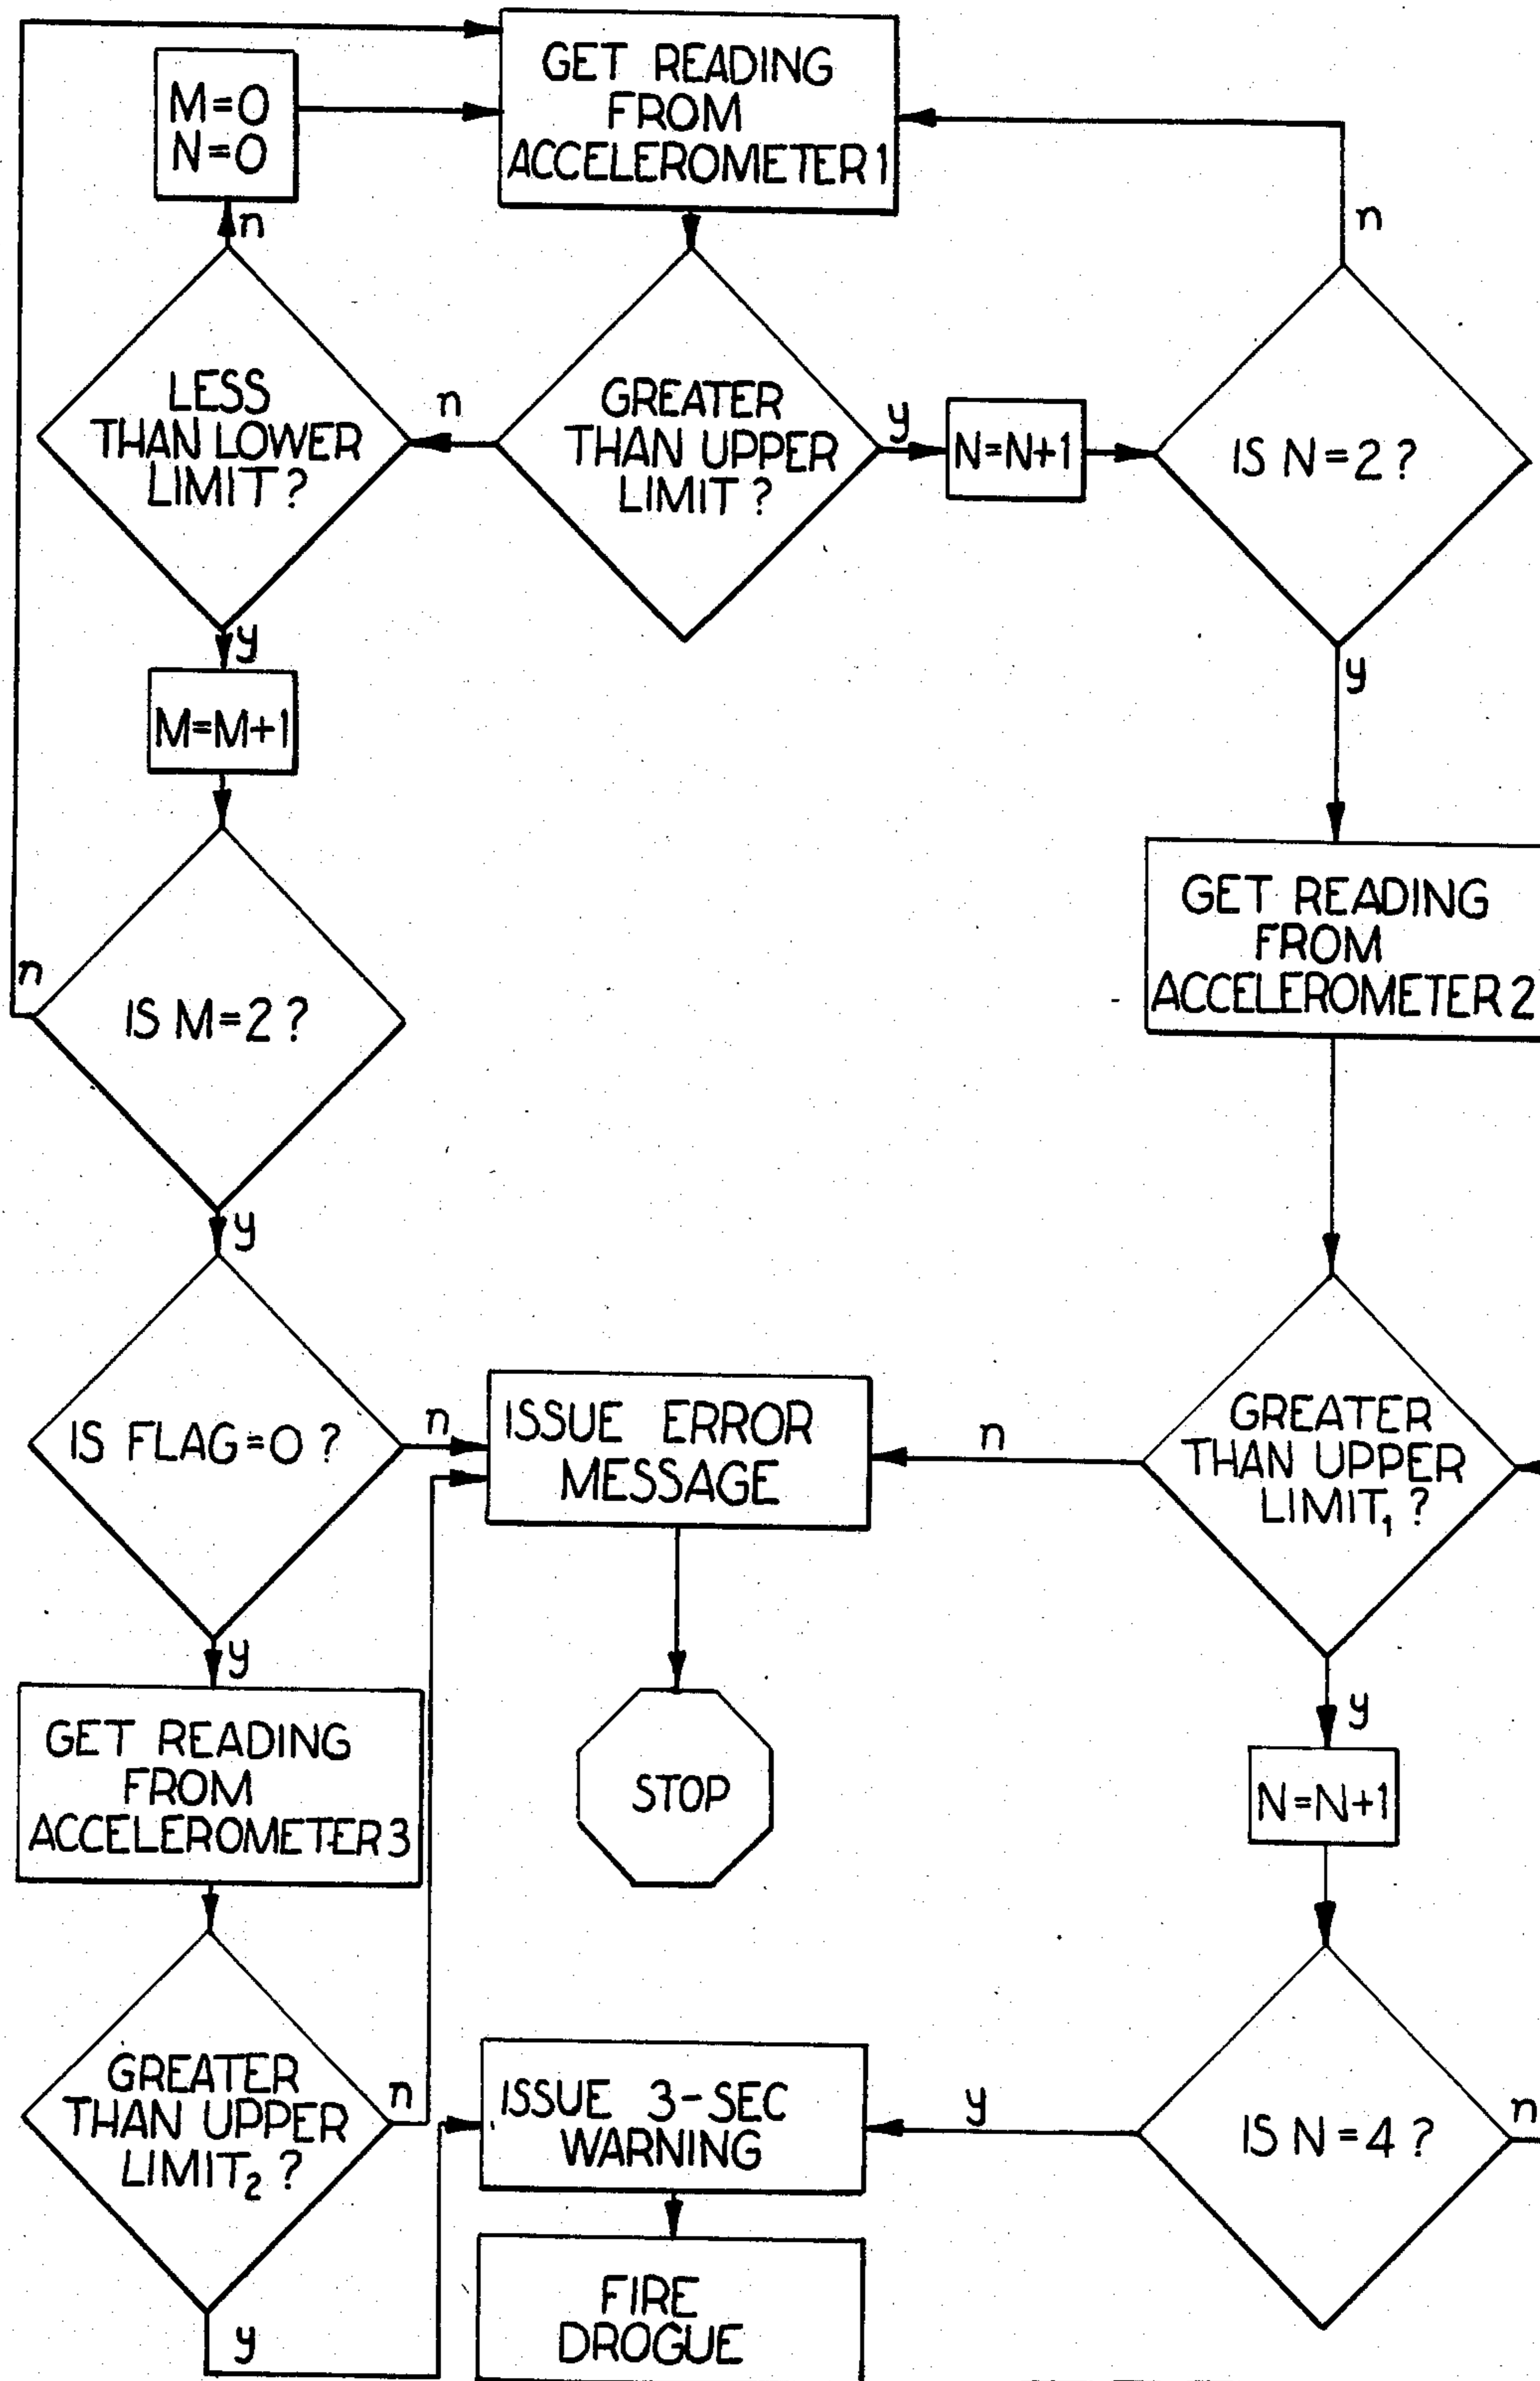 GET READING
FROM
ACCELEROMETER 1
M=0
N=0
n
n
LESS
THAN LOWER
LIMIT?
n
GREATER
THAN UPPER
LIMIT?
y
N=N+1
IS N=2?
y
y
M=M+1
GET READING
FROM
ACCELEROMETER 2
n
IS M=2?
y
IS FLAG=0?
n
ISSUE ERROR
MESSAGE
n
GREATER
THAN UPPER
LIMIT₁?
y
y
GET READING
FROM
ACCELEROMETER 3
STOP
N=N+1
GREATER
THAN UPPER
LIMIT₂?
n
ISSUE 3-SEC
WARNING
y
IS N=4?
n
y
FIRE
DROGUE